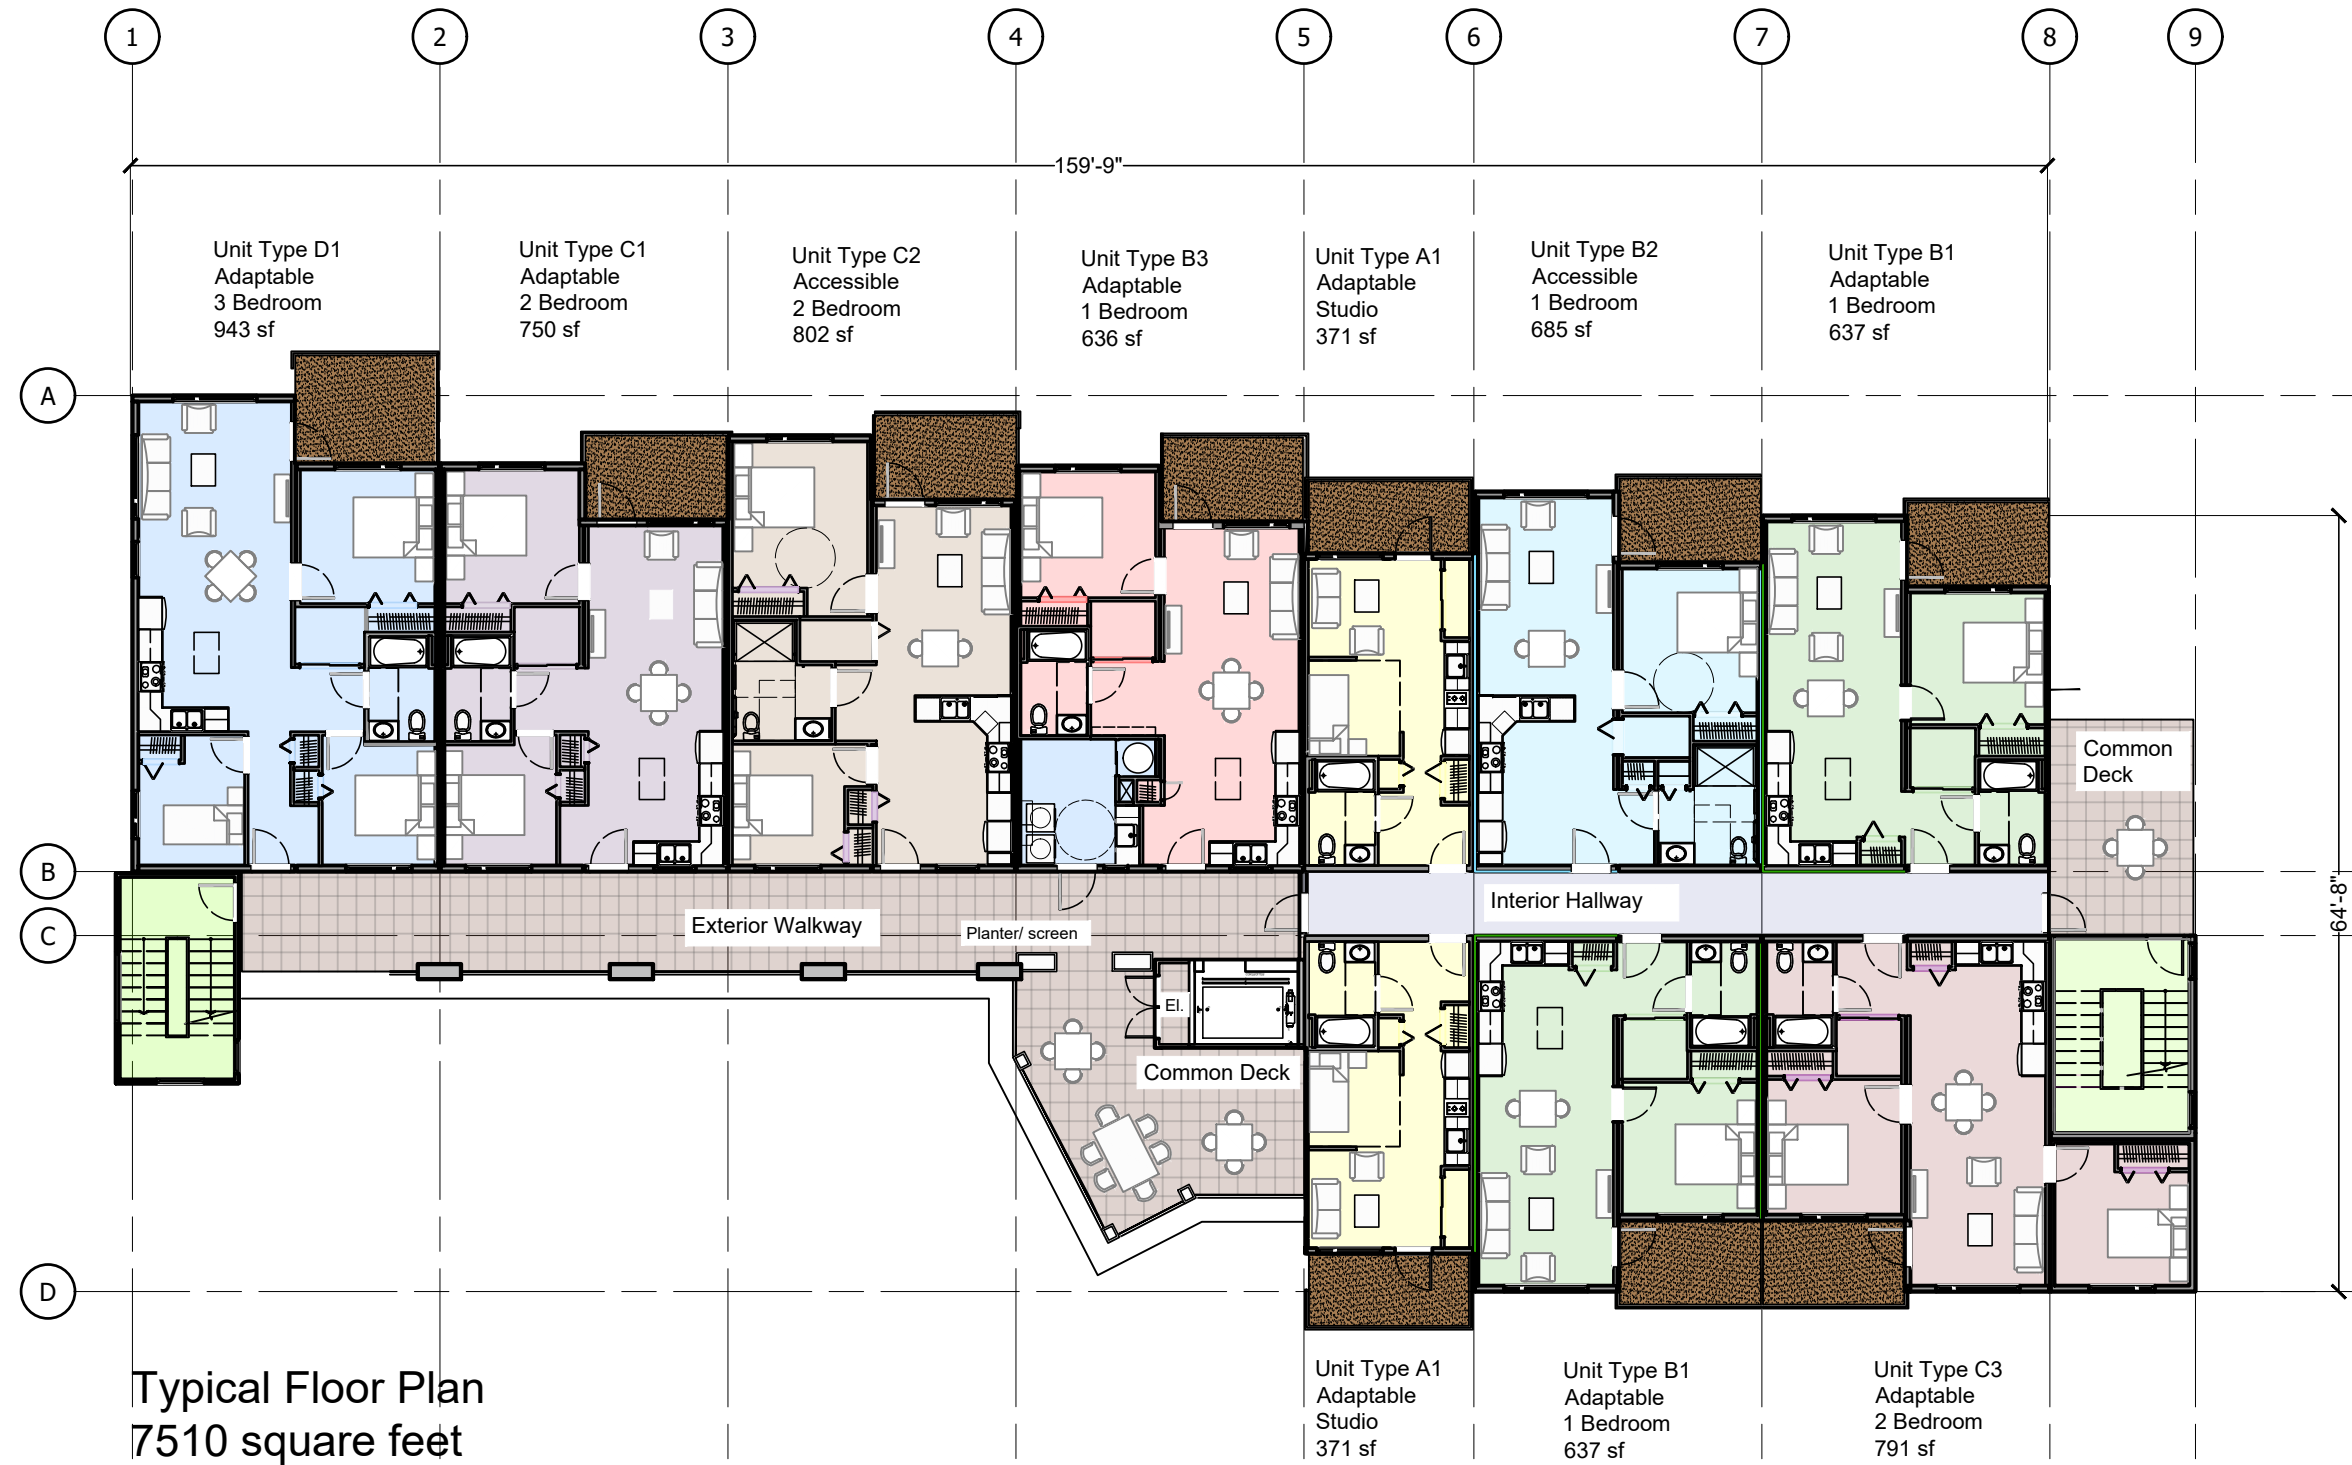 1
2
3
4
5
6
7
8
9
159'-9"
Unit Type D1
Adaptable
3 Bedroom
943 sf
Unit Type C1
Adaptable
2 Bedroom
750 sf
Unit Type C2
Accessible
2 Bedroom
802 sf
Unit Type B3
Adaptable
1 Bedroom
636 sf
Unit Type A1
Adaptable
Studio
371 sf
Unit Type B2
Accessible
1 Bedroom
685 sf
Unit Type B1
Adaptable
1 Bedroom
637 sf
A
B
C
D
Common
Deck
64'-8"
Interior Hallway
Exterior Walkway
Planter/ screen
El.
Common Deck
Unit Type A1
Adaptable
Studio
371 sf
Unit Type B1
Adaptable
1 Bedroom
637 sf
Unit Type C3
Adaptable
2 Bedroom
791 sf
Typical Floor Plan
7510 square feet